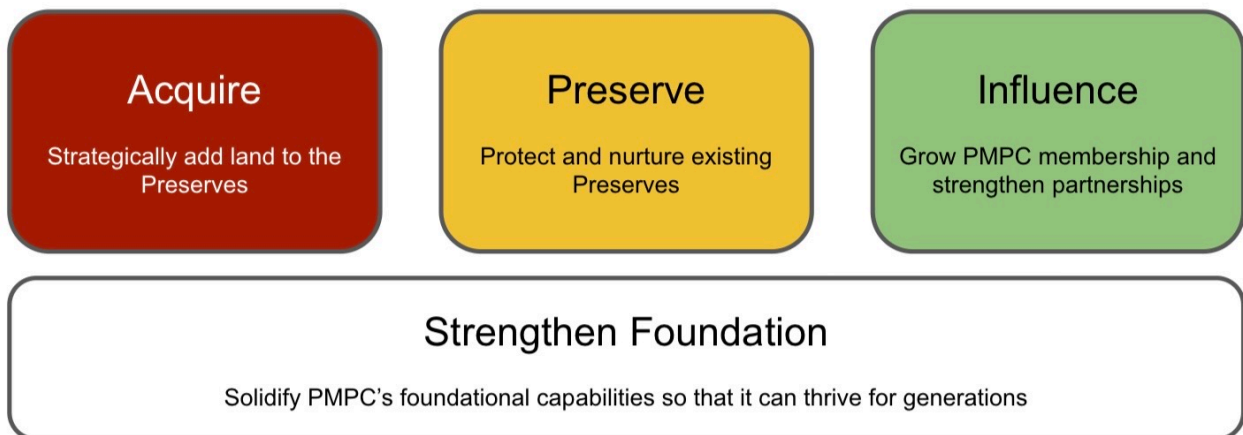 Acquire
Strategically add land to the
Preserves
Preserve
Protect and nurture existing
Preserves
Influence
Grow PMPC membership and
strengthen partnerships
Strengthen Foundation
Solidify PMPC’s foundational capabilities so that it can thrive for generations